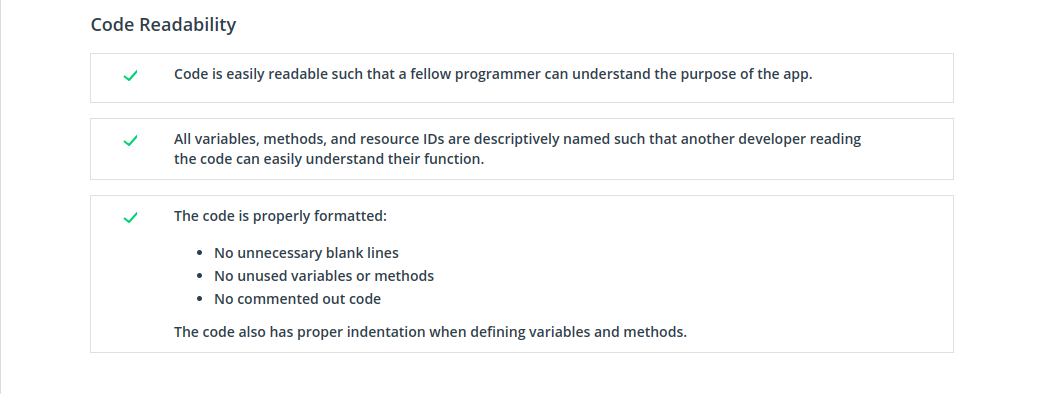 Code Readability
Code is easily readable such that a fellow programmer can understand the purpose of the app.
All variables, methods, and resource IDs are descriptively named such that another developer reading
the code can easily understand their function.
The code is properly formatted:
• No unnecessary blank lines
• No unused variables or methods
• No commented out code
The code also has proper indentation when defining variables and methods.